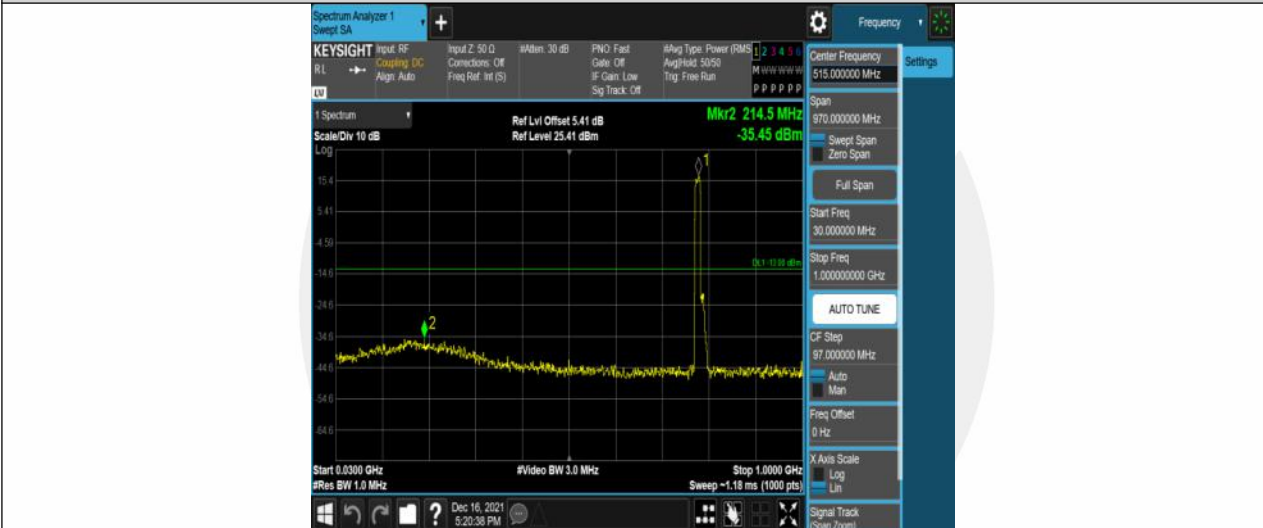 Spectrum Analyzer 1
Swept SA
+
Frequency
KEYSIGHT
RL
LV
Input: RF
Coupling: DC
Align: Auto
Input Z: 50 Ω
Corrections: Off
Freq Ref: Int (S)
#Atten: 30 dB
PNO: Fast
Gate: Off
IF Gain: Low
Sig Track: Off
#Avg Type: Power (RMS
Avg|Hold: 50/50
Trig: Free Run
1 2 3 4 5 6
M W W W W W
P P P P P P
Center Frequency
515.000000 MHz
Settings
Span
970.000000 MHz
Swept Span
Zero Span
Full Span
Start Freq
30.000000 MHz
Stop Freq
1.000000000 GHz
AUTO TUNE
CF Step
97.000000 MHz
Auto
Man
Freq Offset
0 Hz
X Axis Scale
Log
Lin
Signal Track
(Span Zoom)
1 Spectrum
Scale/Div 10 dB
Log
Ref Lvl Offset 5.41 dB
Ref Level 25.41 dBm
Mkr2 214.5 MHz
-35.45 dBm
1
15.4
5.41
-4.59
DL1 -13.00 dBm
-14.6
-24.6
2
-34.6
-44.6
-54.6
-64.6
Start 0.0300 GHz
#Res BW 1.0 MHz
#Video BW 3.0 MHz
Stop 1.0000 GHz
Sweep ~1.18 ms (1000 pts)
?
Dec 16, 2021
5:20:38 PM